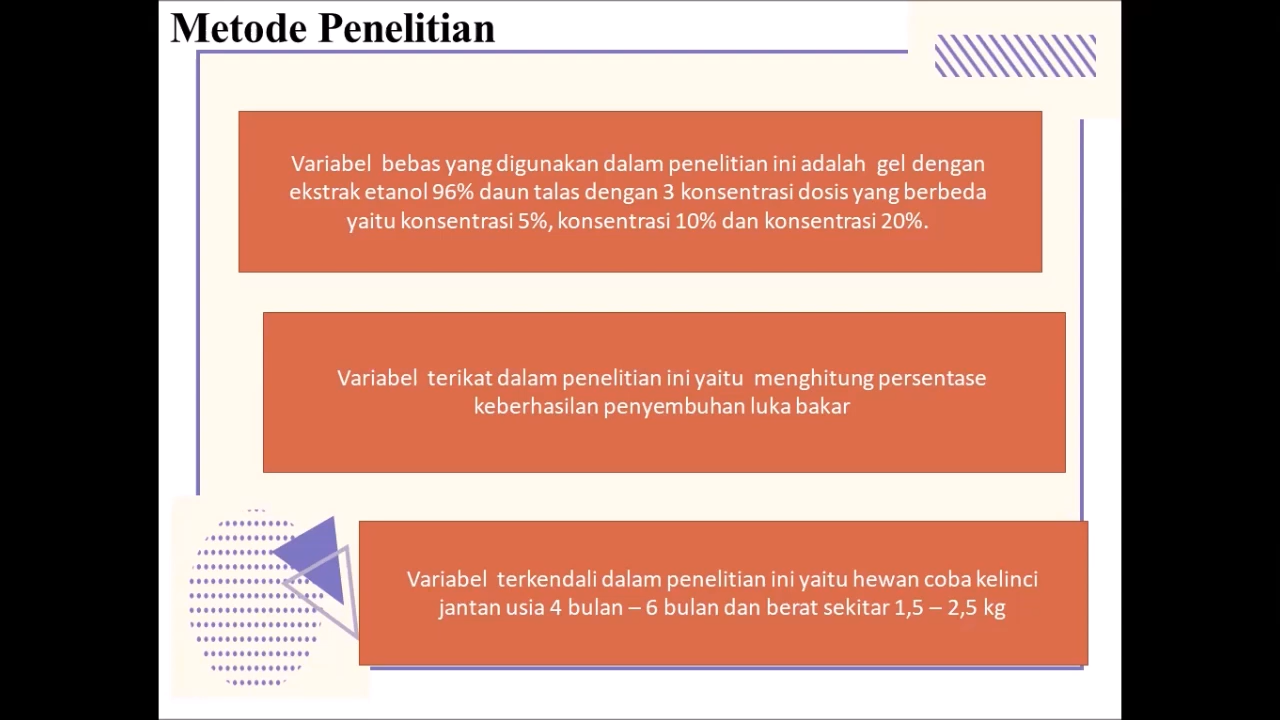 Metode Penelitian
Variabel bebas yang digunakan dalam penelitian ini adalah gel dengan
ekstrak etanol 96% daun talas dengan 3 konsentrasi dosis yang berbeda
yaitu konsentrasi 5%, konsentrasi 10% dan konsentrasi 20%.
Variabel terikat dalam penelitian ini yaitu menghitung persentase
keberhasilan penyembuhan luka bakar
Variabel terkendali dalam penelitian ini yaitu hewan coba kelinci
jantan usia 4 bulan – 6 bulan dan berat sekitar 1,5 – 2,5 kg